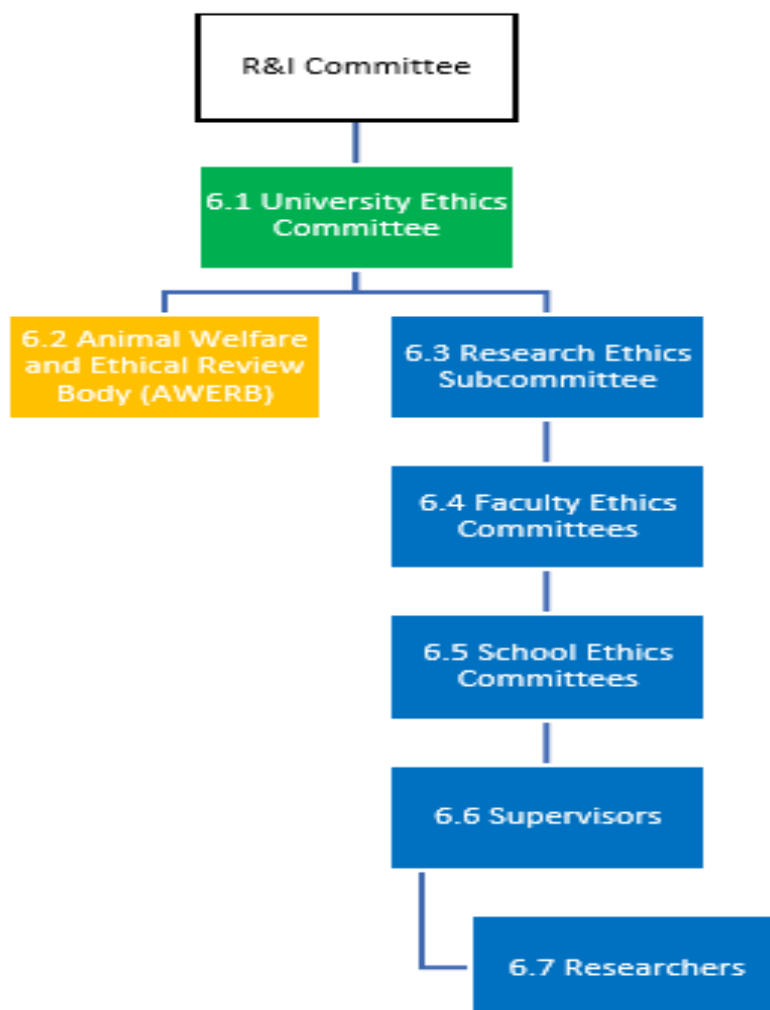 R&I Committee
6.1 University Ethics
Committee
6.2 Animal Welfare
and Ethical Review
Body (AWERB)
6.3 Research Ethics
Subcommittee
6.4 Faculty Ethics
Committees
6.5 School Ethics
Committees
6.6 Supervisors
6.7 Researchers